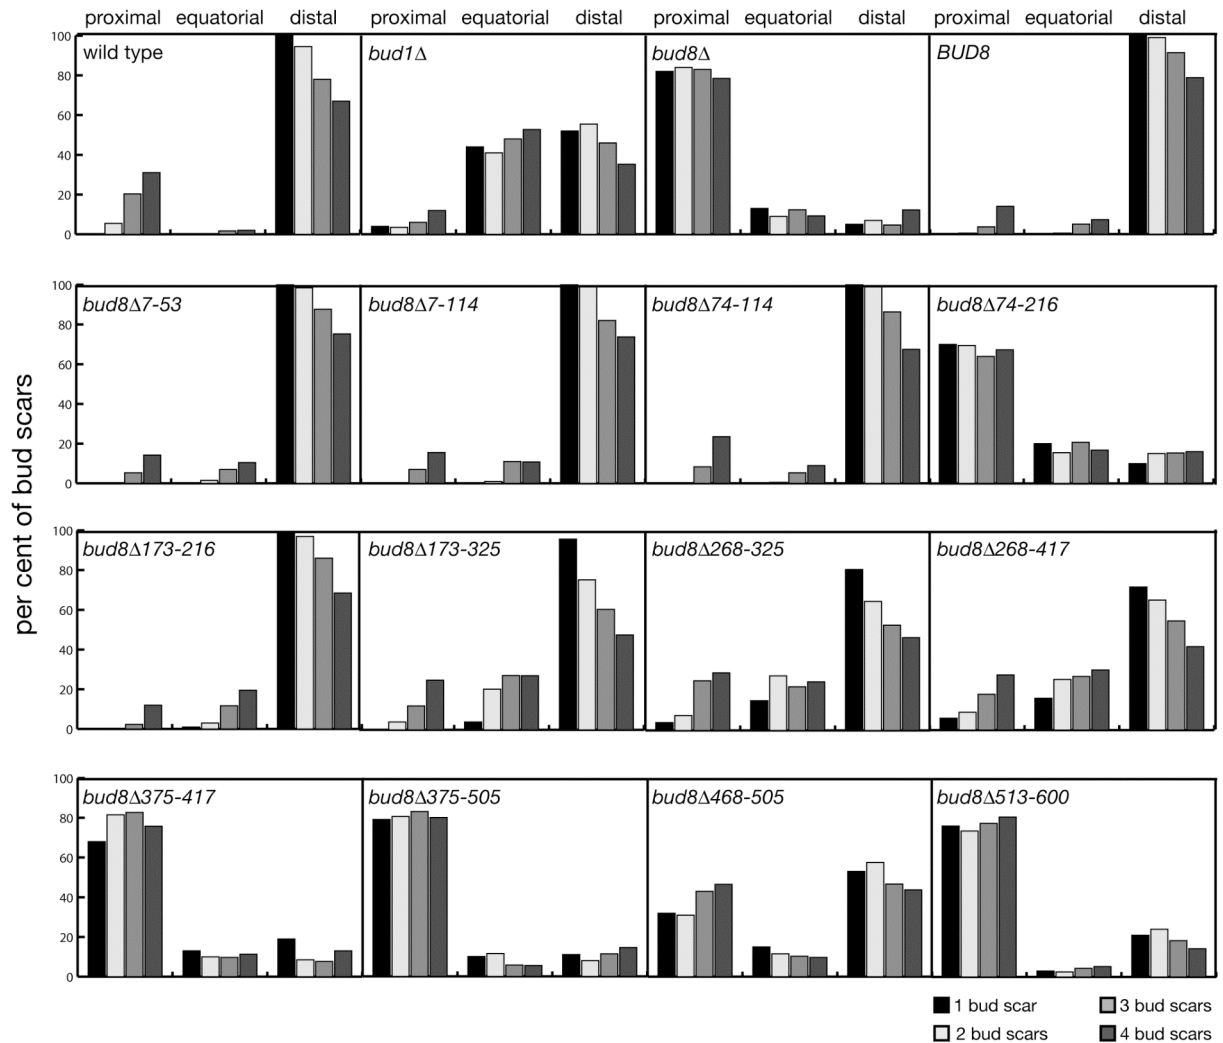 proximal equatorial distal proximal equatorial distal proximal equatorial distal proximal equatorial distal
100 wild type bud1Δ bud8Δ BUD8
80
60
40
20
0
100 bud8Δ7-53 bud8Δ7-114 bud8Δ74-114 bud8Δ74-216
80
60
40
20
0
per cent of bud scars
100 bud8Δ173-216 bud8Δ173-325 bud8Δ268-325 bud8Δ268-417
80
60
40
20
0
100 bud8Δ375-417 bud8Δ375-505 bud8Δ468-505 bud8Δ513-600
80
60
40
20
0
1 bud scar 3 bud scars
2 bud scars 4 bud scars